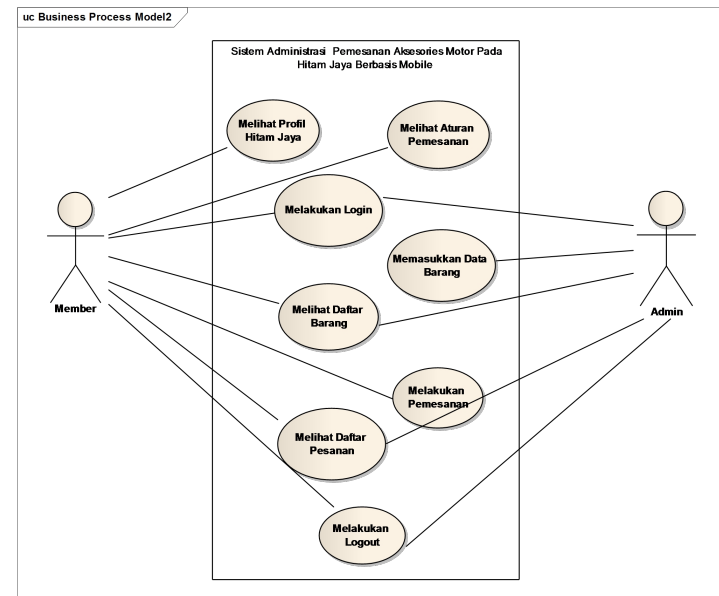 uc Business Process Model2
Sistem Administrasi Pemesanan Aksesories Motor Pada
Hitam Jaya Berbasis Mobile
Melihat Profil
Hitam Jaya
Melihat Aturan
Pemesanan
Melakukan Login
Memasukkan Data
Barang
Melihat Daftar
Barang
Member
Admin
Melakukan
Pemesanan
Melihat Daftar
Pesanan
Melakukan
Logout